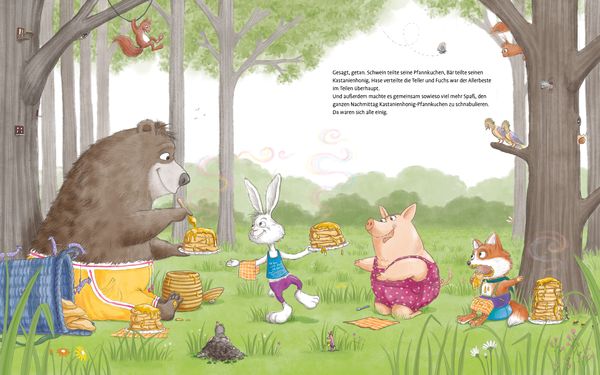 Gesagt, getan. Schwein teilte seine Pfannkuchen, Bär teilte seinen
Kastanienhonig, Hase verteilte die Teller und Fuchs war der Allerbeste
im Teilen überhaupt.
Und außerdem machte es gemeinsam sowieso viel mehr Spaß, den
ganzen Nachmittag Kastanienhonig-Pfannkuchen zu schnabulieren.
Da waren sich alle einig.